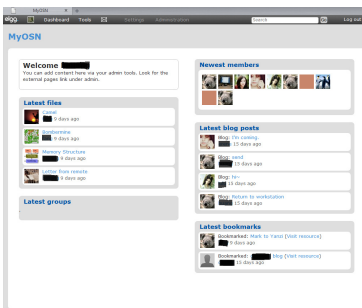 MyOSN
elgg Dashboard Tools Settings Administration Search Go Log out
MyOSN
Welcome
You can add content here via your admin tools. Look for the
external pages link under admin.
Latest files
Camel
9 days ago
Bonfentime
9 days ago
Memory Structure
9 days ago
Letter from remote
9 days ago
Latest groups
Newest members
Latest blog posts
Blog: I'm coming..
15 days ago
Blog: send
15 days ago
Blog: hi~
15 days ago
Blog: Return to workstation
15 days ago
Latest bookmarks
Bookmarked: Mark to Yanzi (Visit resource)
9 days ago
Bookmarked: blog (Visit resource)
15 days ago